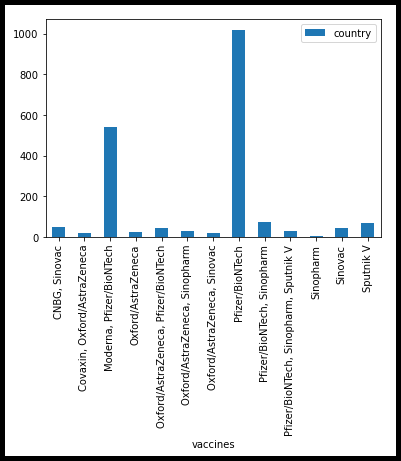 country
1000
800
600
400
200
0
CNBG, Sinovac
Covaxin, Oxford/AstraZeneca
Moderna, Pfizer/BioNTech
Oxford/AstraZeneca
Oxford/AstraZeneca, Pfizer/BioNTech
Oxford/AstraZeneca, Sinopharm
Oxford/AstraZeneca, Sinovac
Pfizer/BioNTech
Pfizer/BioNTech, Sinopharm
Pfizer/BioNTech, Sinopharm, Sputnik V
Sinopharm
Sinovac
Sputnik V
vaccines